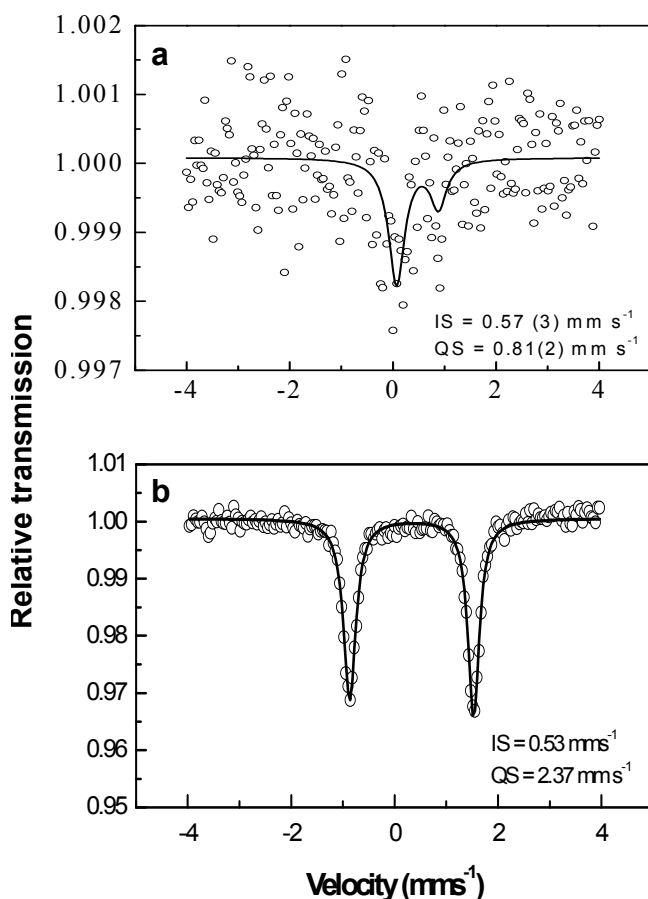 Relative transmission
a
1.002
1.001
1.000
0.999
0.998
0.997
-4 -2 0 2 4
IS = 0.57 (3) mm s⁻¹
QS = 0.81(2) mm s⁻¹
b
1.01
1.00
0.99
0.98
0.97
0.96
0.95
-4 -2 0 2 4
IS = 0.53 mms⁻¹
QS = 2.37 mms⁻¹
Velocity (mms⁻¹)